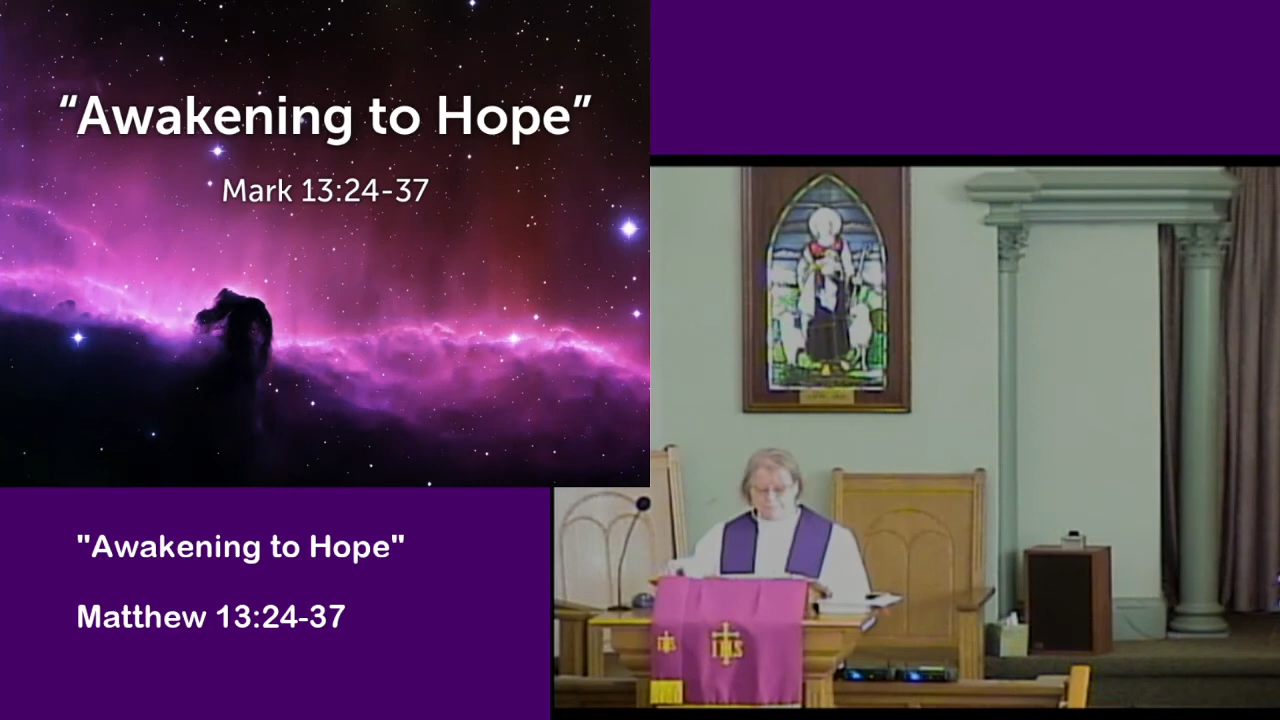 “Awakening to Hope”
Mark 13:24-37
"Awakening to Hope"
Matthew 13:24-37
IHS